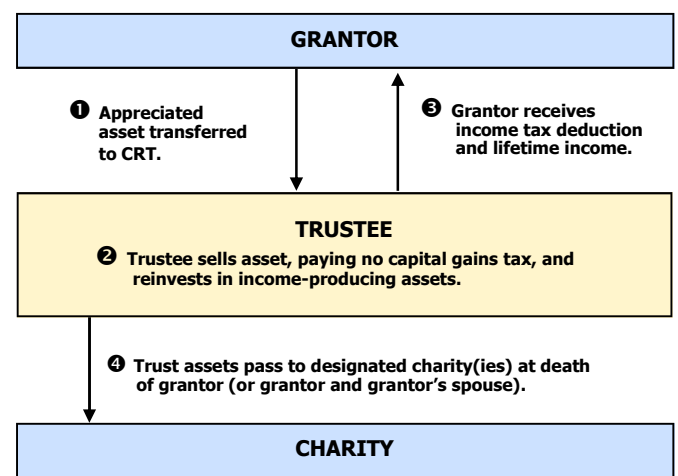 GRANTOR
❶ Appreciated
asset transferred
to CRT.
❸ Grantor receives
income tax deduction
and lifetime income.
TRUSTEE
❷ Trustee sells asset, paying no capital gains tax, and
reinvests in income-producing assets.
❹ Trust assets pass to designated charity(ies) at death
of grantor (or grantor and grantor’s spouse).
CHARITY